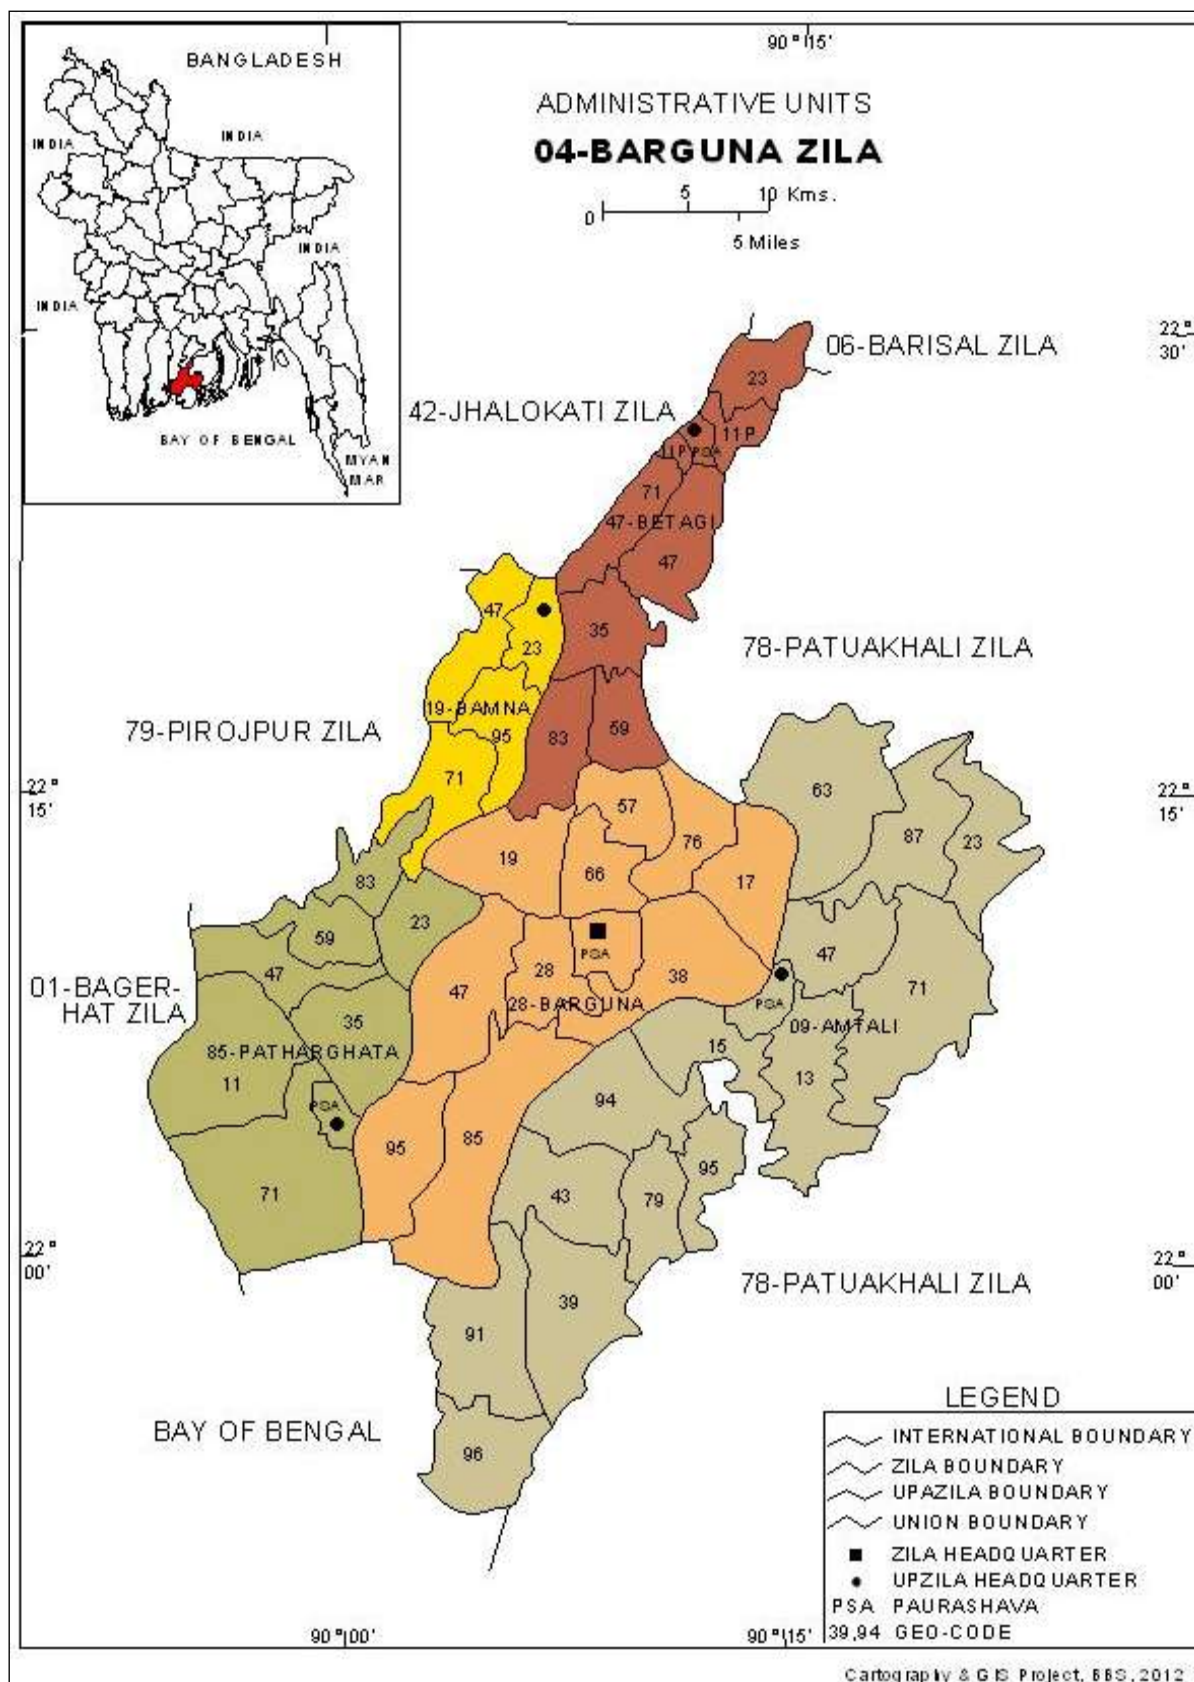 BANGLADESH
INDIA
INDIA
INDIA
INDIA
BAY OF BENGAL
MYAN
MAR
90°15'
ADMINISTRATIVE UNITS
04-BARGUNA ZILA
5 10 Kms.
0
5 Miles
22°
30'
06-BARISAL ZILA
42-JHALOKATI ZILA
23
11P
11P PSA
71
47-BETAGI
47
35
83
59
78-PATUAKHALI ZILA
47
23
19-BAMNA
95
71
79-PIROJPUR ZILA
22°
15'
22°
15'
57
19
66
76
17
PSA
47
28
38
28-BARGUNA
95
85
63
87
23
47
71
PSA
09-AMTALI
15
13
94
43
79
95
91
39
96
83
23
59
47
01-BAGER-
HAT ZILA
35
85-PATHARGHATA
11
PSA
71
22°
00'
22°
00'
78-PATUAKHALI ZILA
BAY OF BENGAL
LEGEND
INTERNATIONAL BOUNDARY
ZILA BOUNDARY
UPAZILA BOUNDARY
UNION BOUNDARY
ZILA HEADQUARTER
UPZILA HEADQUARTER
PSA PAURASHAVA
39,94 GEO-CODE
90°00'
90°15'
Cartography & GIS Project, BBS, 2012